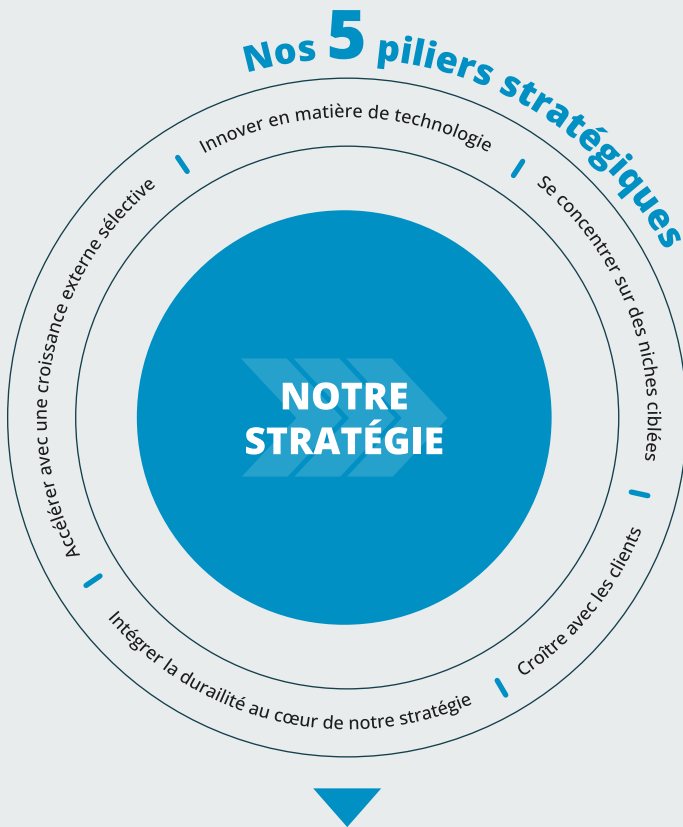 Nos 5 piliers stratégiques
Innover en matière de technologie
Se concentrer sur des niches ciblées
Croître avec les clients
Intégrer la durailité au cœur de notre stratégie
Accélérer avec une croissance externe sélective
NOTRE
STRATÉGIE